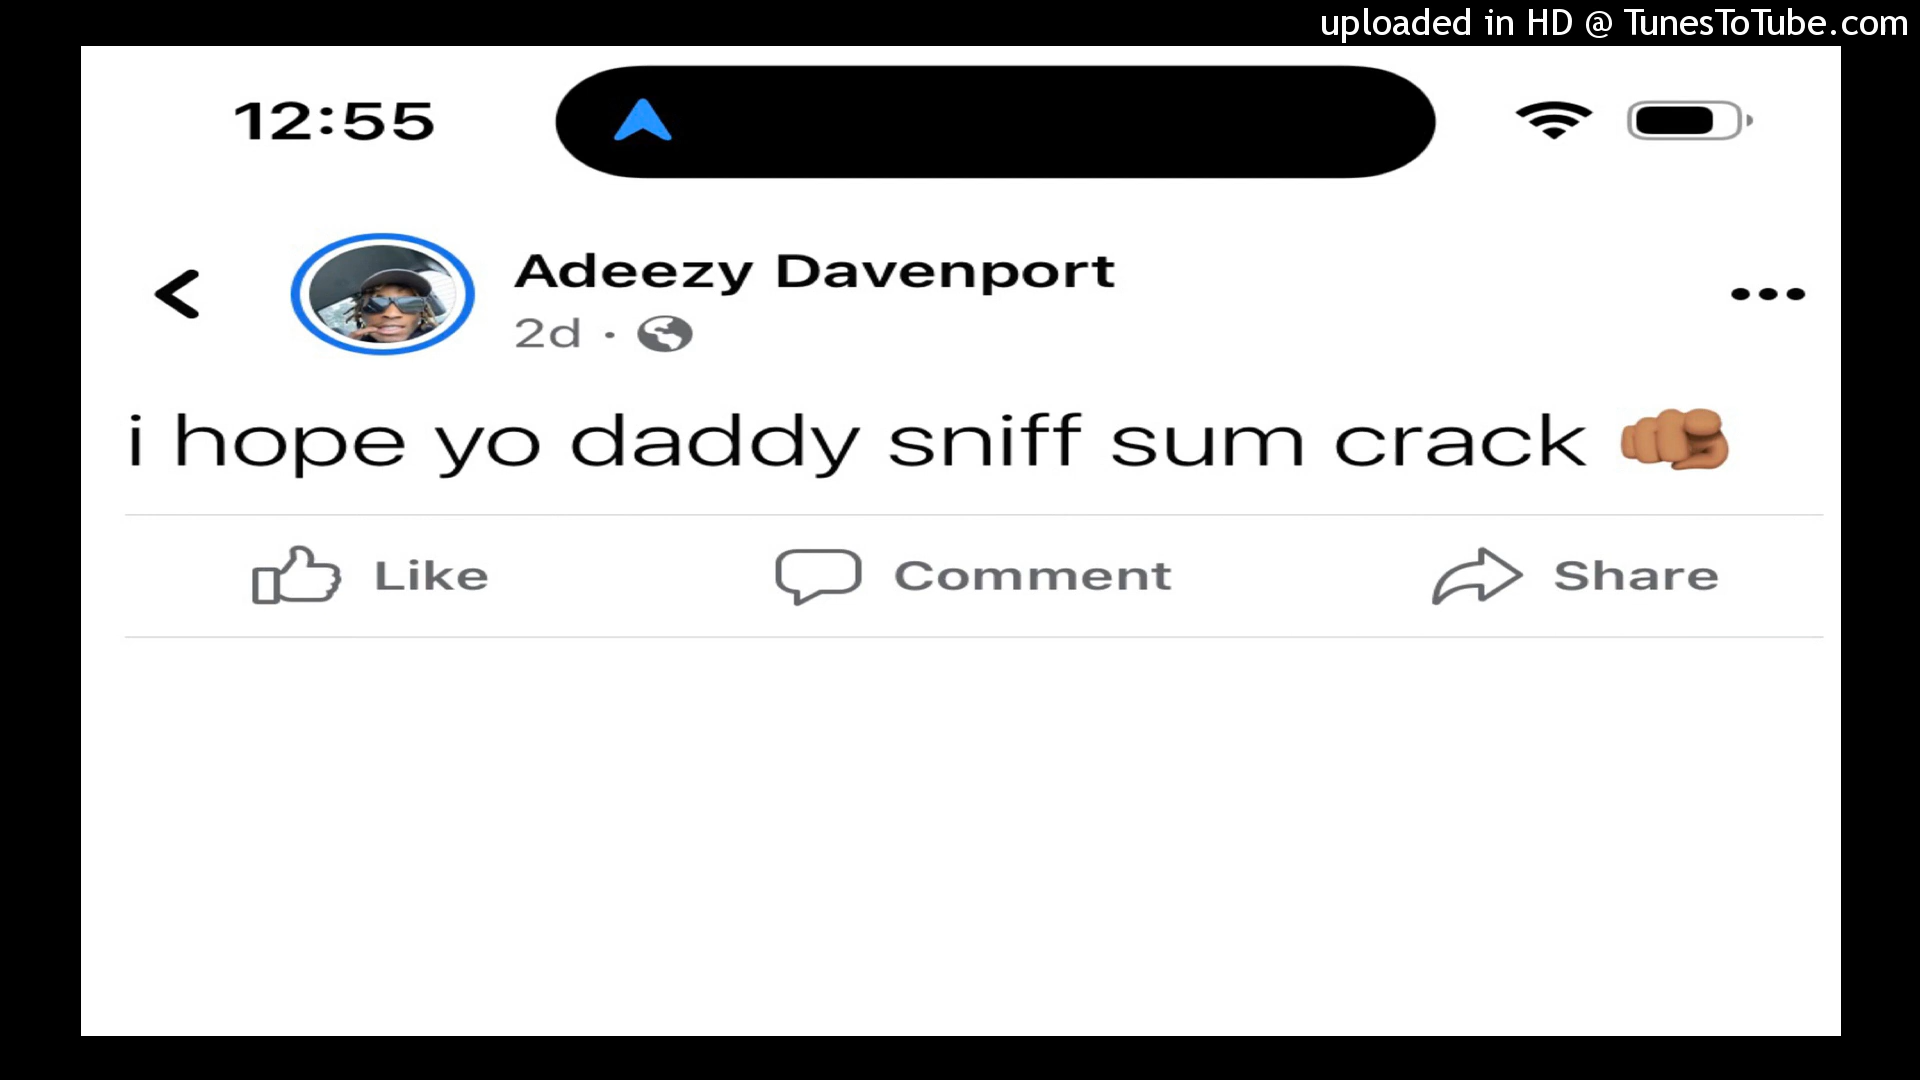 uploaded in HD @ TunesToTube.com
12:55
Adeezy Davenport
2d ·
i hope yo daddy sniff sum crack 🫵🏾
Like Comment Share